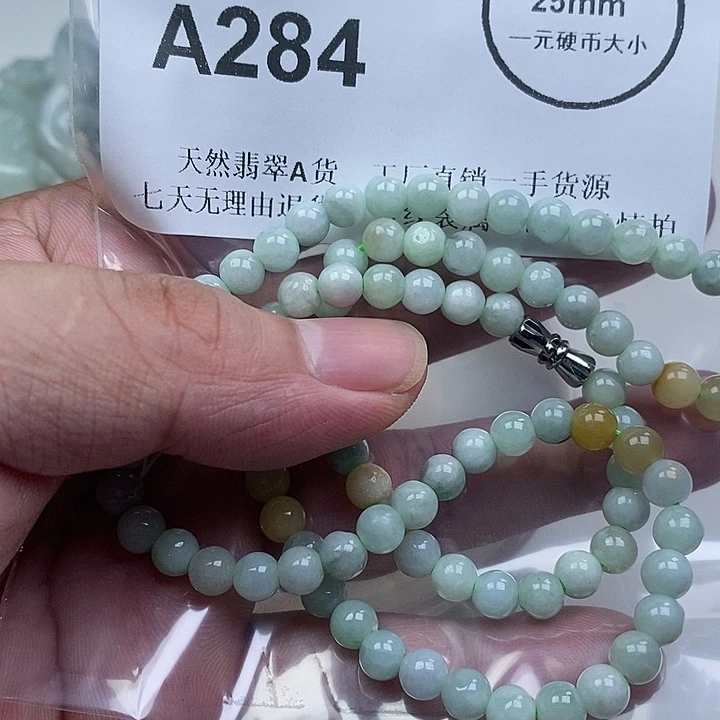 25mm
A284
一元硬币大小
天然翡翠A货 工厂直销一手货源
七天无理由退货